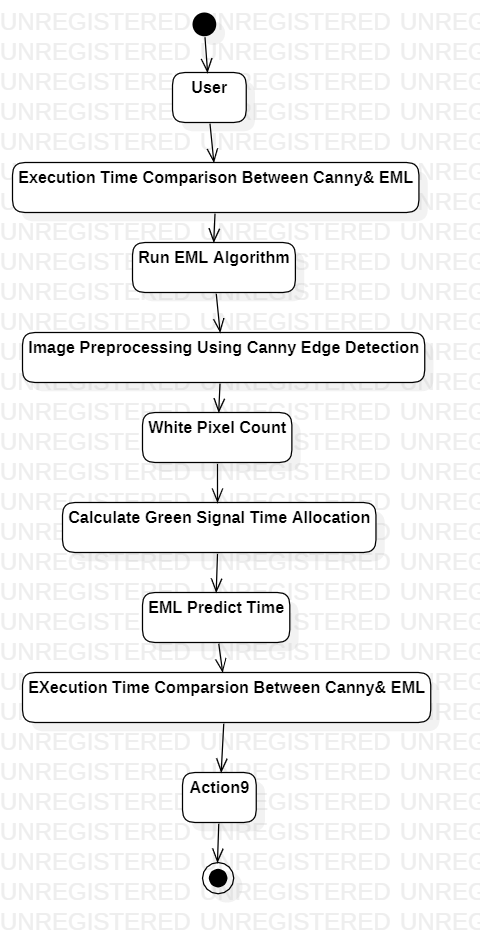 User
Execution Time Comparison Between Canny& EML
Run EML Algorithm
Image Preprocessing Using Canny Edge Detection
White Pixel Count
Calculate Green Signal Time Allocation
EML Predict Time
EXecution Time Comparsion Between Canny& EML
Action9